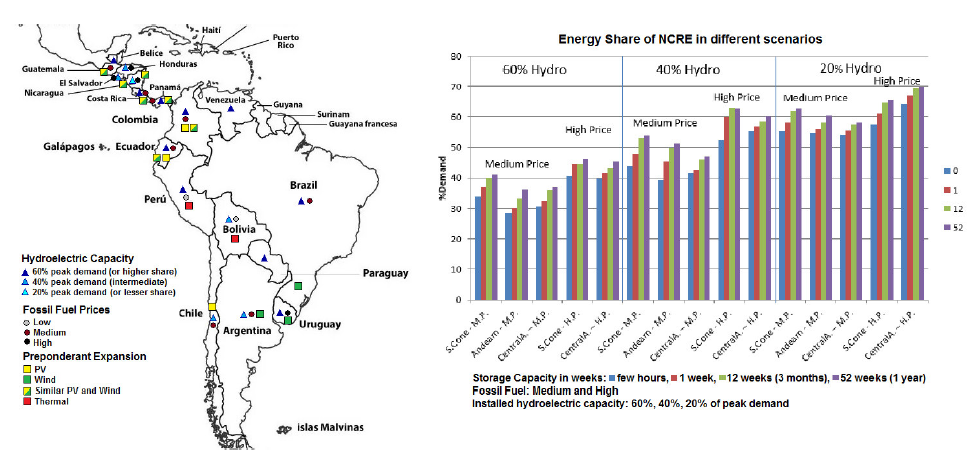 Haití
Puerto
Rico
Belice
Honduras
Guatemala
El Salvador
Nicaragua
Costa Rica
Panamá
Venezuela
Guyana
Surinam
Guayana francesa
Colombia
Galápagos
Ecuador
Brazil
Perú
Bolivia
Paraguay
Chile
Argentina
Uruguay
islas Malvinas
Hydroelectric Capacity
60% peak demand (or higher share)
40% peak demand (intermediate)
20% peak demand (or lesser share)
Fossil Fuel Prices
Low
Medium
High
Preponderant Expansion
PV
Wind
Similar PV and Wind
Thermal
Energy Share of NCRE in different scenarios
60% Hydro
40% Hydro
20% Hydro
Medium Price
High Price
Medium Price
High Price
Medium Price
High Price
%Demand
80
70
60
50
40
30
20
10
0
S.Cone - M.P.
Andearn - M.P.
CentralA. – M.P.
S.Cone - H.P.
CentralA. – H.P.
S.Cone - M.P.
Andearn - M.P.
CentralA. – M.P.
S.Cone - H.P.
CentralA. – H.P.
S.Cone - M.P.
Andearn - M.P.
CentralA. – M.P.
S.Cone - H.P.
CentralA. – H.P.
0
1
12
52
Storage Capacity in weeks: few hours, 1 week, 12 weeks (3 months), 52 weeks (1 year)
Fossil Fuel: Medium and High
Installed hydroelectric capacity: 60%, 40%, 20% of peak demand